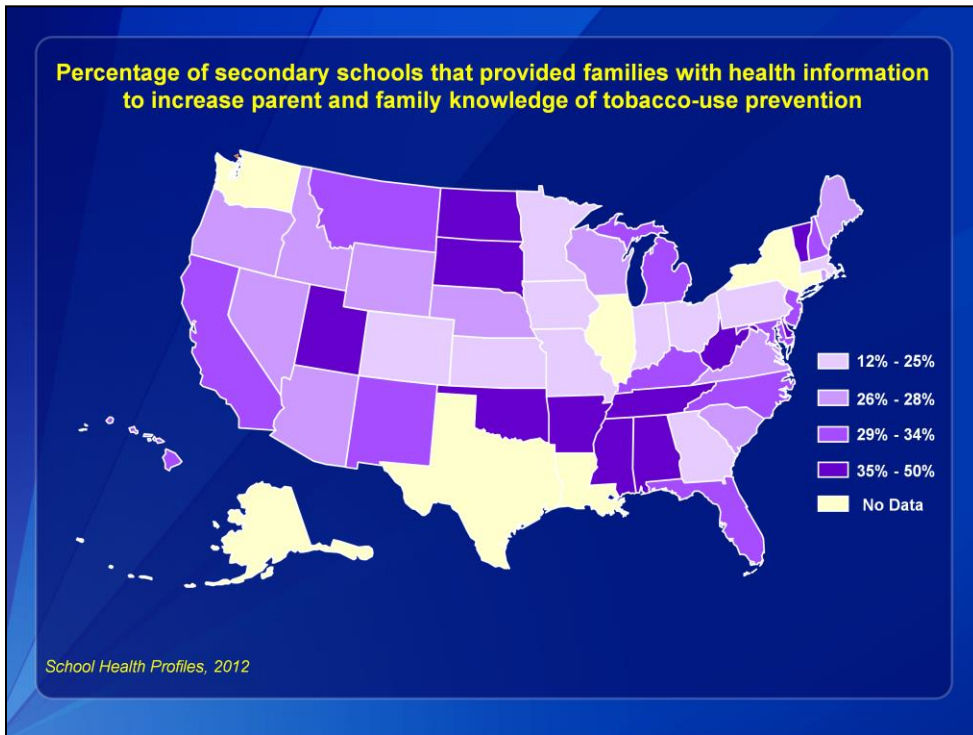 Percentage of secondary schools that provided families with health information
to increase parent and family knowledge of tobacco-use prevention
12% - 25%
26% - 28%
29% - 34%
35% - 50%
No Data
School Health Profiles, 2012